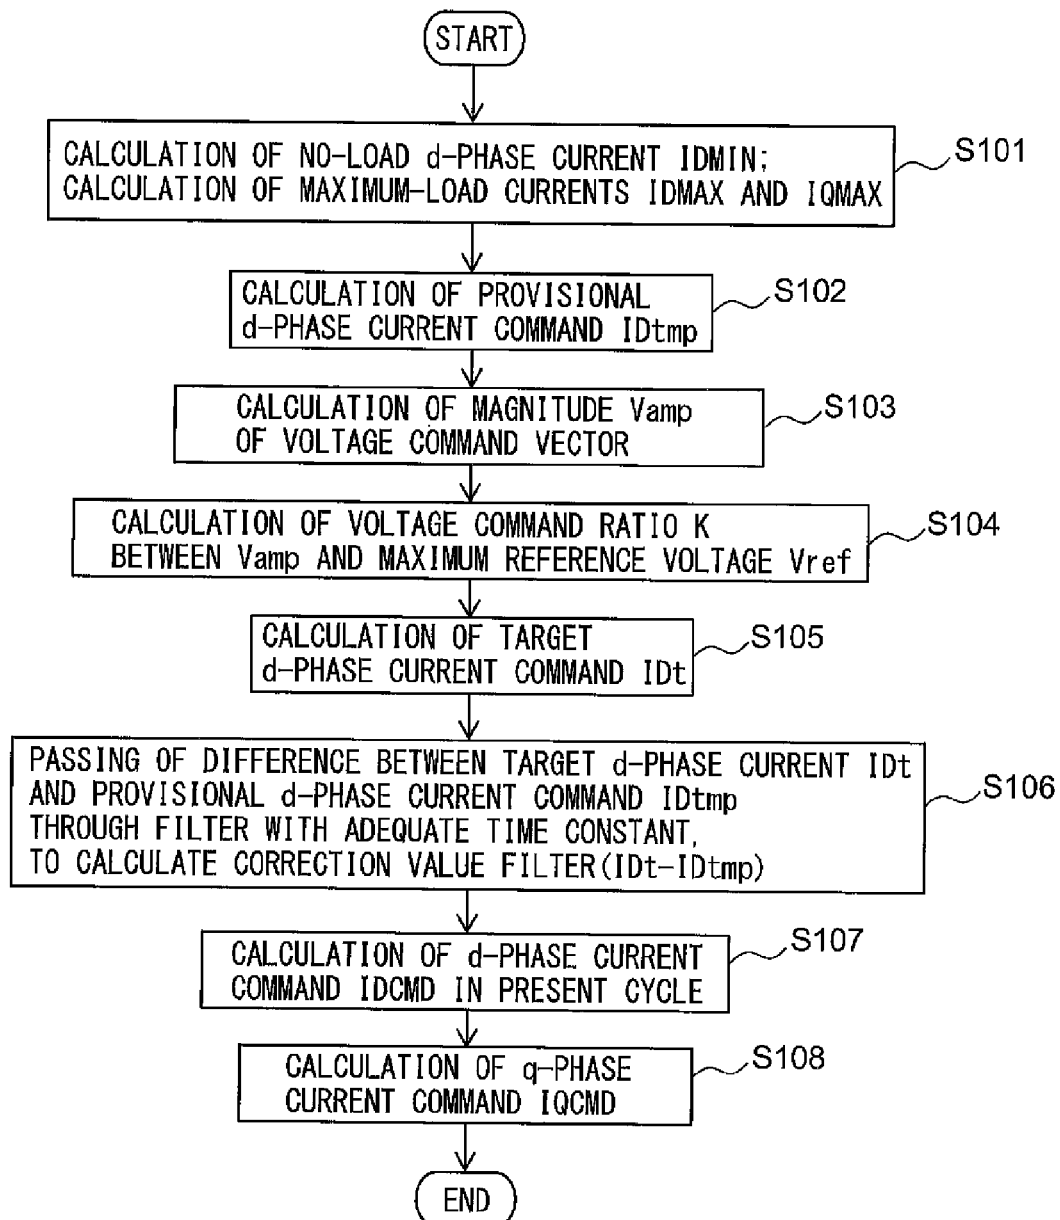 START
CALCULATION OF NO-LOAD d-PHASE CURRENT IDMIN;
CALCULATION OF MAXIMUM-LOAD CURRENTS IDMAX AND IQMAX
S101
CALCULATION OF PROVISIONAL
d-PHASE CURRENT COMMAND IDtmp
S102
CALCULATION OF MAGNITUDE Vamp
OF VOLTAGE COMMAND VECTOR
S103
CALCULATION OF VOLTAGE COMMAND RATIO K
BETWEEN Vamp AND MAXIMUM REFERENCE VOLTAGE Vref
S104
CALCULATION OF TARGET
d-PHASE CURRENT COMMAND IDt
S105
PASSING OF DIFFERENCE BETWEEN TARGET d-PHASE CURRENT IDt
AND PROVISIONAL d-PHASE CURRENT COMMAND IDtmp
THROUGH FILTER WITH ADEQUATE TIME CONSTANT,
TO CALCULATE CORRECTION VALUE FILTER(IDt-IDtmp)
S106
CALCULATION OF d-PHASE CURRENT
COMMAND IDCMD IN PRESENT CYCLE
S107
CALCULATION OF q-PHASE
CURRENT COMMAND IQCMD
S108
END